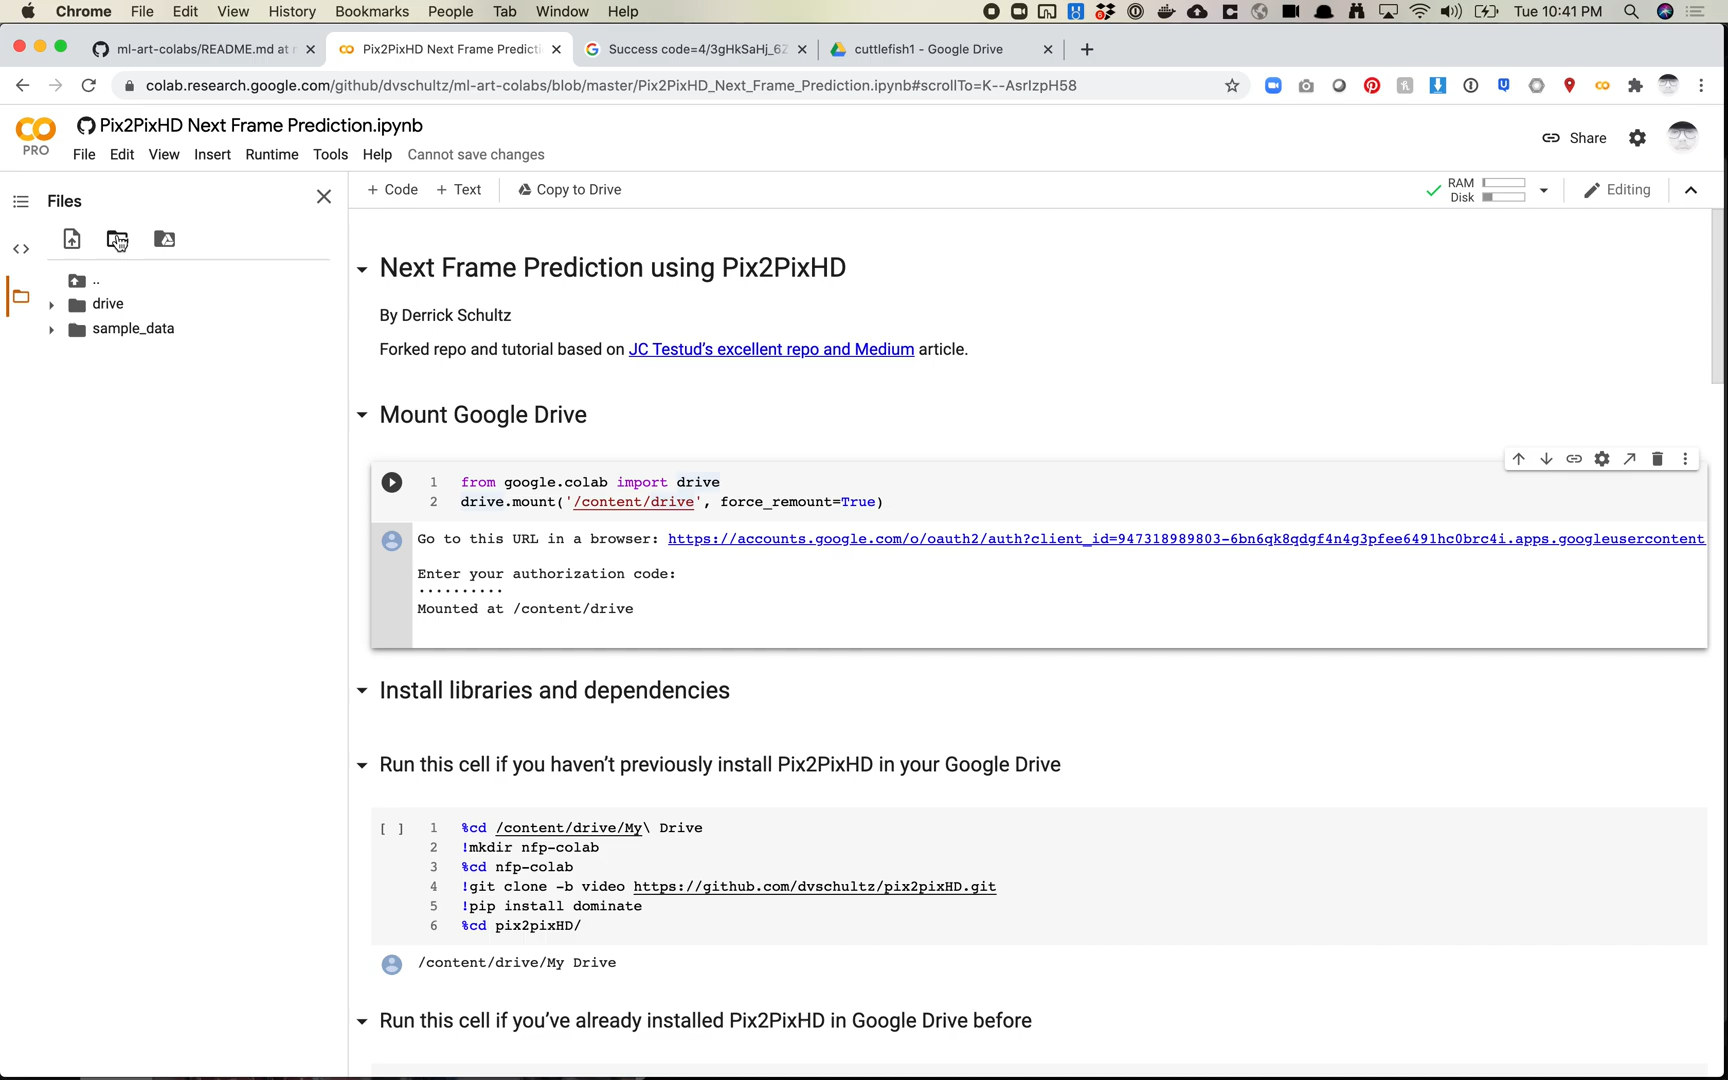 Chrome File Edit View History Bookmarks People Tab Window Help Tue 10:41 PM
ml-art-colabs/README.md at Pix2PixHD Next Frame Predicti Success code=4/3gHkSaHj_6 cuttlefish1 - Google Drive
colab.research.google.com/github/dvschultz/ml-art-colabs/blob/master/Pix2PixHD_Next_Frame_Prediction.ipynb#scrollTo=K--AsrIzpH58
Pix2PixHD Next Frame Prediction.ipynb
PRO
File Edit View Insert Runtime Tools Help Cannot save changes
Share
Files
+ Code + Text Copy to Drive
RAM
Disk
Editing
..
drive
sample_data
Next Frame Prediction using Pix2PixHD
By Derrick Schultz
Forked repo and tutorial based on JC Testud's excellent repo and Medium article.
Mount Google Drive
1 from google.colab import drive
2 drive.mount('/content/drive', force_remount=True)
Go to this URL in a browser: https://accounts.google.com/o/oauth2/auth?client_id=947318989803-6bn6qk8qdgf4n4g3pfee6491hc0brc4i.apps.googleusercontent
Enter your authorization code:
··········
Mounted at /content/drive
Install libraries and dependencies
Run this cell if you haven't previously install Pix2PixHD in your Google Drive
[ ] 1 %cd /content/drive/My\ Drive
2 !mkdir nfp-colab
3 %cd nfp-colab
4 !git clone -b video https://github.com/dvschultz/pix2pixHD.git
5 !pip install dominate
6 %cd pix2pixHD/
/content/drive/My Drive
Run this cell if you've already installed Pix2PixHD in Google Drive before